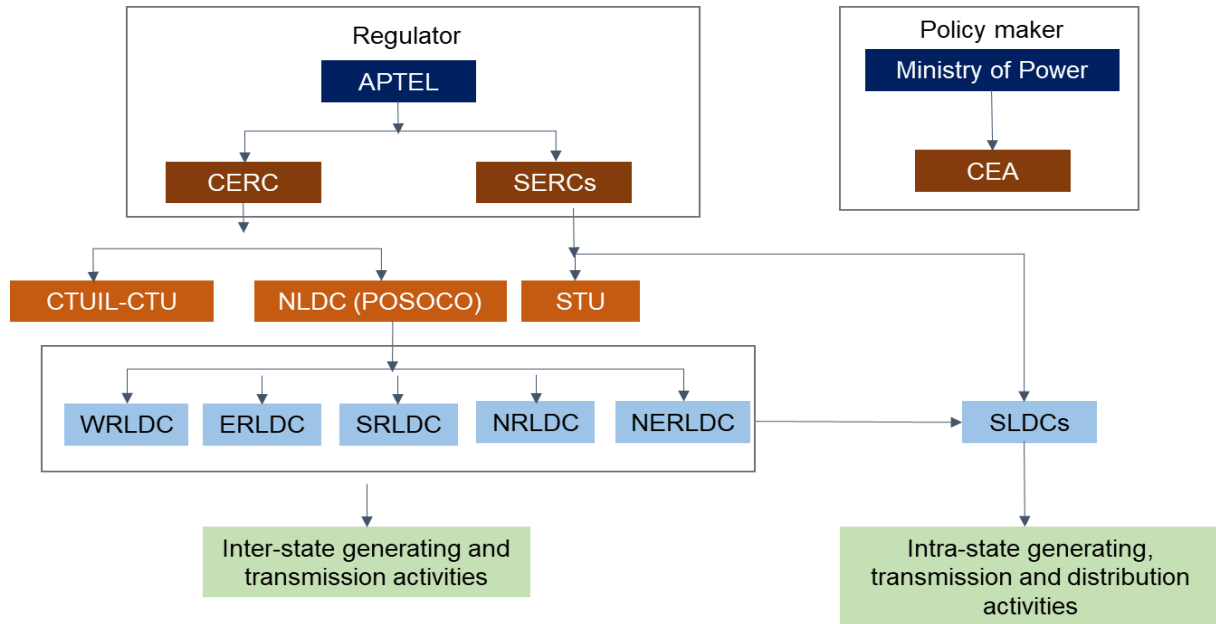 Regulator
APTEL
CERC
SERCs
Policy maker
Ministry of Power
CEA
CTUIL-CTU
NLDC (POSOCO)
STU
WRLDC
ERLDC
SRLDC
NRLDC
NERLDC
SLDCs
Inter-state generating and
transmission activities
Intra-state generating,
transmission and distribution
activities